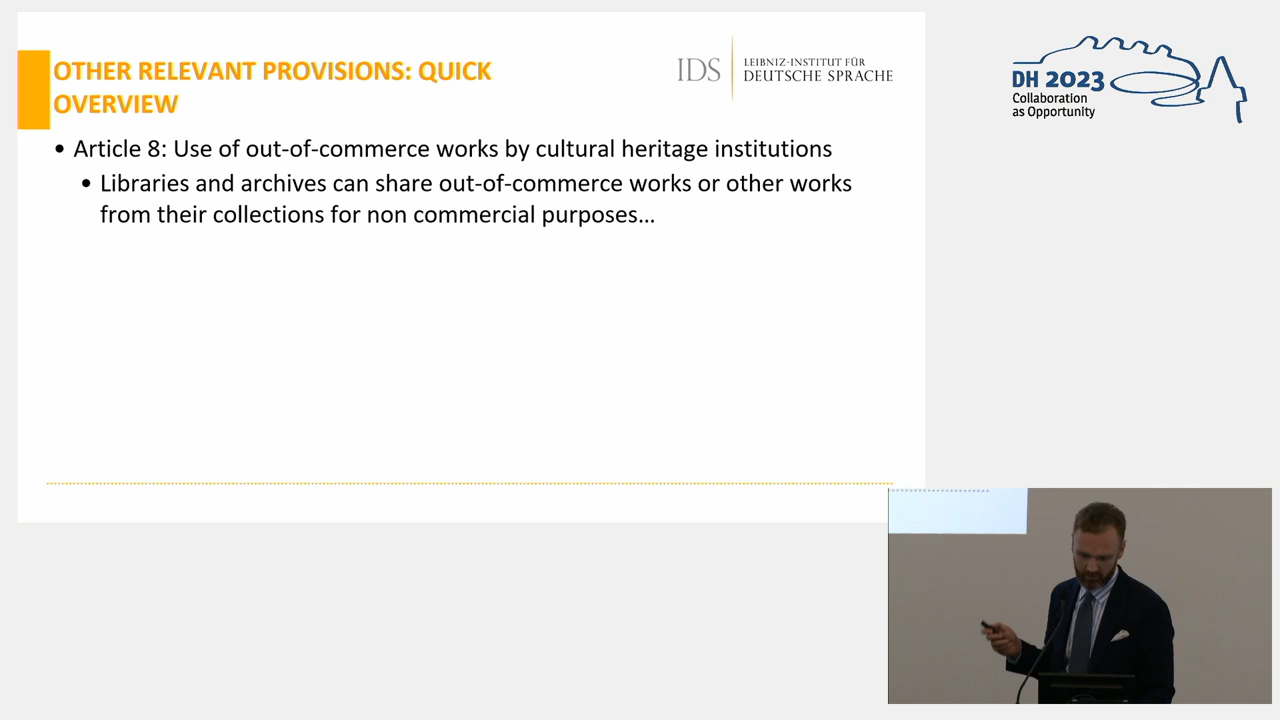 OTHER RELEVANT PROVISIONS: QUICK
OVERVIEW
IDS
LEIBNIZ-INSTITUT FÜR
DEUTSCHE SPRACHE
DH 2023
Collaboration
as Opportunity
• Article 8: Use of out-of-commerce works by cultural heritage institutions
• Libraries and archives can share out-of-commerce works or other works
from their collections for non commercial purposes...